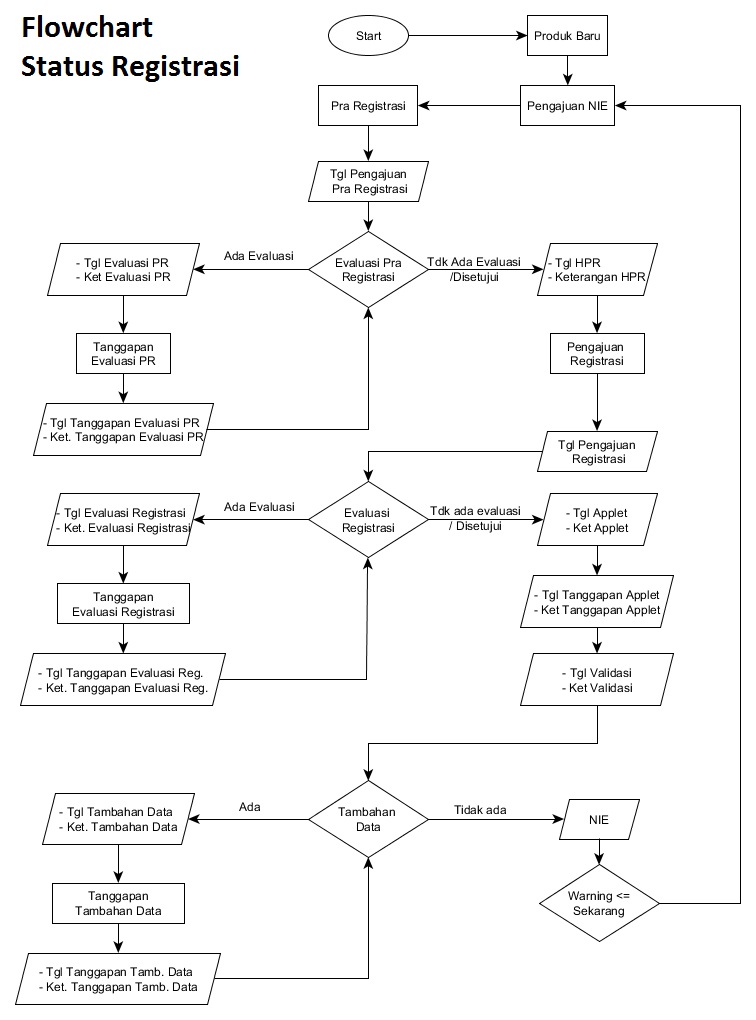 Flowchart
Status Registrasi
Start
Produk Baru
Pra Registrasi
Pengajuan NIE
Tgl Pengajuan
Pra Registrasi
- Tgl Evaluasi PR
- Ket Evaluasi PR
Ada Evaluasi
Evaluasi Pra
Registrasi
Tdk Ada Evaluasi
/Disetujui
- Tgl HPR
- Keterangan HPR
Tanggapan
Evaluasi PR
Pengajuan
Registrasi
- Tgl Tanggapan Evaluasi PR
- Ket. Tanggapan Evaluasi PR
Tgl Pengajuan
Registrasi
- Tgl Evaluasi Registrasi
- Ket. Evaluasi Registrasi
Ada Evaluasi
Evaluasi
Registrasi
Tdk ada evaluasi
/ Disetujui
- Tgl Applet
- Ket Applet
Tanggapan
Evaluasi Registrasi
- Tgl Tanggapan Applet
- Ket Tanggapan Applet
- Tgl Tanggapan Evaluasi Reg.
- Ket. Tanggapan Evaluasi Reg.
- Tgl Validasi
- Ket Validasi
- Tgl Tambahan Data
- Ket. Tambahan Data
Ada
Tambahan
Data
Tidak ada
NIE
Tanggapan
Tambahan Data
Warning <=
Sekarang
- Tgl Tanggapan Tamb. Data
- Ket. Tanggapan Tamb. Data